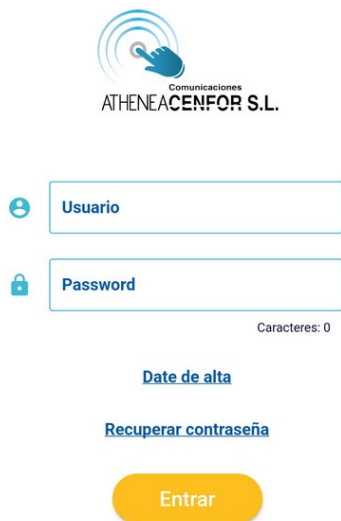 Comunicaciones
ATHENEACENFOR S.L.
Usuario
Password
Caracteres: 0
Date de alta
Recuperar contraseña
Entrar